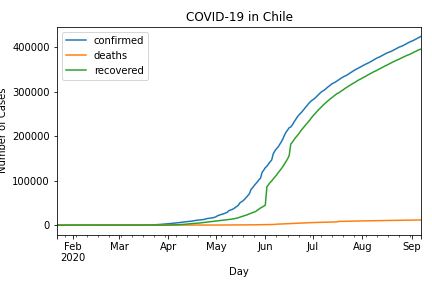 COVID-19 in Chile
confirmed
deaths
recovered
400000
300000
200000
100000
0
Number of Cases
Feb Mar Apr May Jun Jul Aug Sep
2020
Day